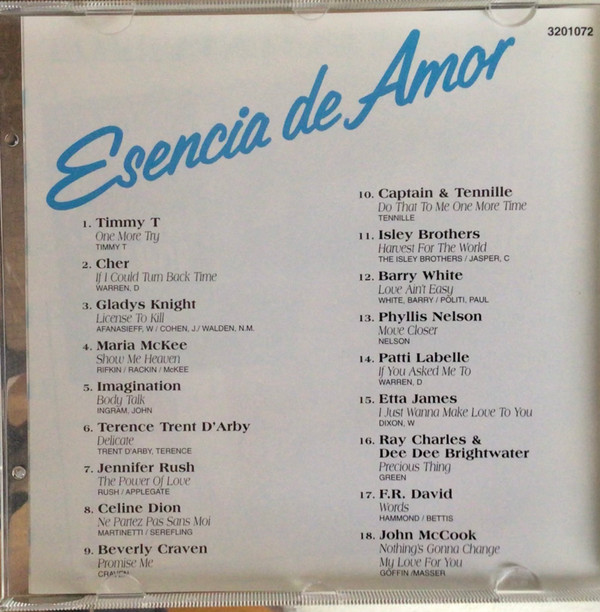 3201072
Esencia de Amor
1. Timmy T
One More Try
TIMMY T
2. Cher
If I Could Turn Back Time
WARREN, D
3. Gladys Knight
License To Kill
AFANASIEFF, W / COHEN, J./ WALDEN, N.M.
4. Maria McKee
Show Me Heaven
RIFKIN / RACKIN / McKEE
5. Imagination
Body Talk
INGRAM, JOHN
6. Terence Trent D'Arby
Delicate
TRENT D'ARBY, TERENCE
7. Jennifer Rush
The Power Of Love
RUSH / APPLEGATE
8. Celine Dion
Ne Partez Pas Sans Moi
MARTINETTI / SEREFLING
9. Beverly Craven
Promise Me
CRAVEN
10. Captain & Tennille
Do That To Me One More Time
TENNILLE
11. Isley Brothers
Harvest For The World
THE ISLEY BROTHERS / JASPER, C
12. Barry White
Love Ain't Easy
WHITE, BARRY / POLITI, PAUL
13. Phyllis Nelson
Move Closer
NELSON
14. Patti Labelle
If You Asked Me To
WARREN, D
15. Etta James
I Just Wanna Make Love To You
DIXON, W
16. Ray Charles &
Dee Dee Brightwater
Precious Thing
GREEN
17. F.R. David
Words
HAMMOND / BETTIS
18. John McCook
Nothing's Gonna Change
My Love For You
GOFFIN /MASSER